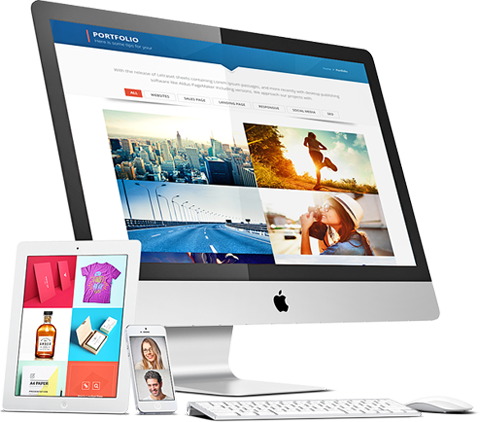 PORTFOLIO
Here is some tips for your
Home » Portfolio
With the release of Letraset sheets containing Lorem Ipsum passages, and more recently with desktop publishing
software like Aldus PageMaker including versions. We approach our projects with
ALL
WEBSITES
SALES PAGE
LANDING PAGE
RESPONSIVE
SOCIAL MEDIA
SEO
A4 PAPER